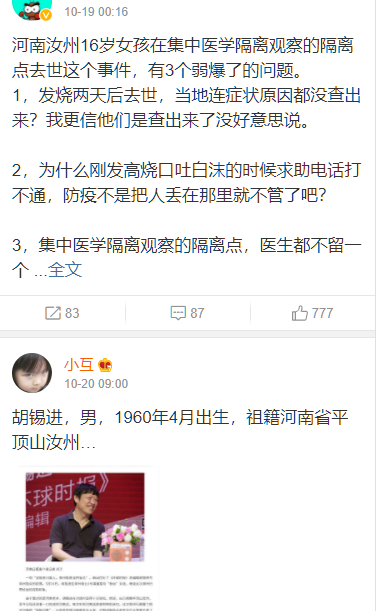 10-19 00:16
河南汝州16岁女孩在集中医学隔离观察的隔离
点去世这个事件，有3个弱爆了的问题。
1，发烧两天后去世，当地连症状原因都没查出
来？我更信他们是查出来了没好意思说。
2，为什么刚发高烧口吐白沫的时候求助电话打
不通，防疫不是把人丢在那里就不管了吧？
3，集中医学隔离观察的隔离点，医生都不留一
个 ...全文
83
87
777
小互
10-20 09:00
胡锡进，男，1960年4月出生，祖籍河南省平
顶山汝州...
球时报》
编辑